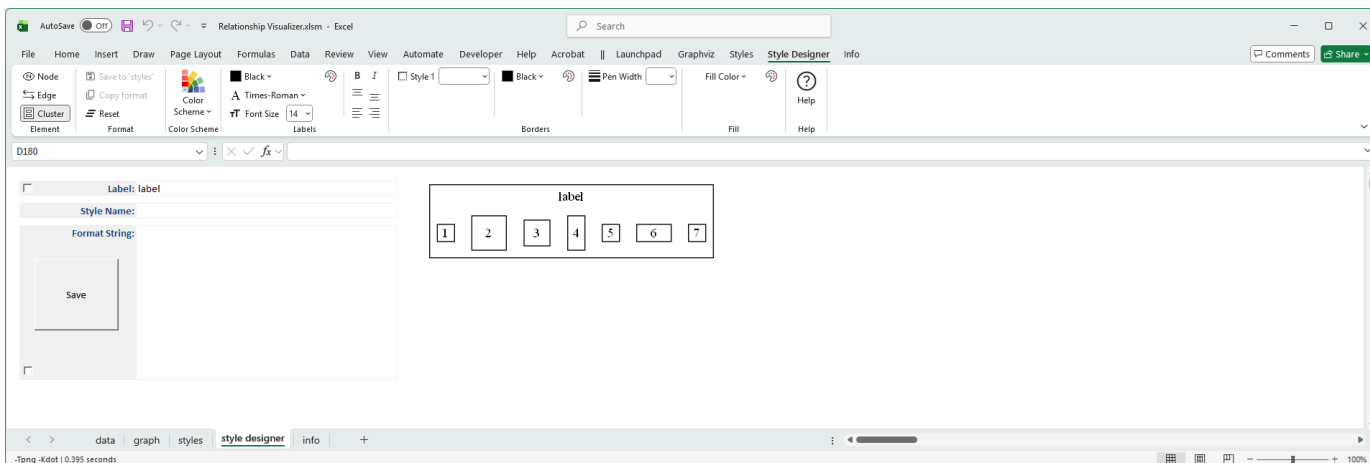 AutoSave Off Relationship Visualizer.xlsm - Excel Search
File Home Insert Draw Page Layout Formulas Data Review View Automate Developer Help Acrobat || Launchpad Graphviz Styles Style Designer Info Comments Share
Node Save to 'styles' Black B I Style 1 Black Pen Width Fill Color
Edge Copy format Color Scheme Times-Roman Help
Cluster Reset Font Size 14
Element Format Color Scheme Labels Borders Fill Help
D180 fx
Label: label
Style Name:
Format String:
Save
label
1 2 3 4 5 6 7
data graph styles style designer info
-Tpng -Kdot | 0.395 seconds 100%